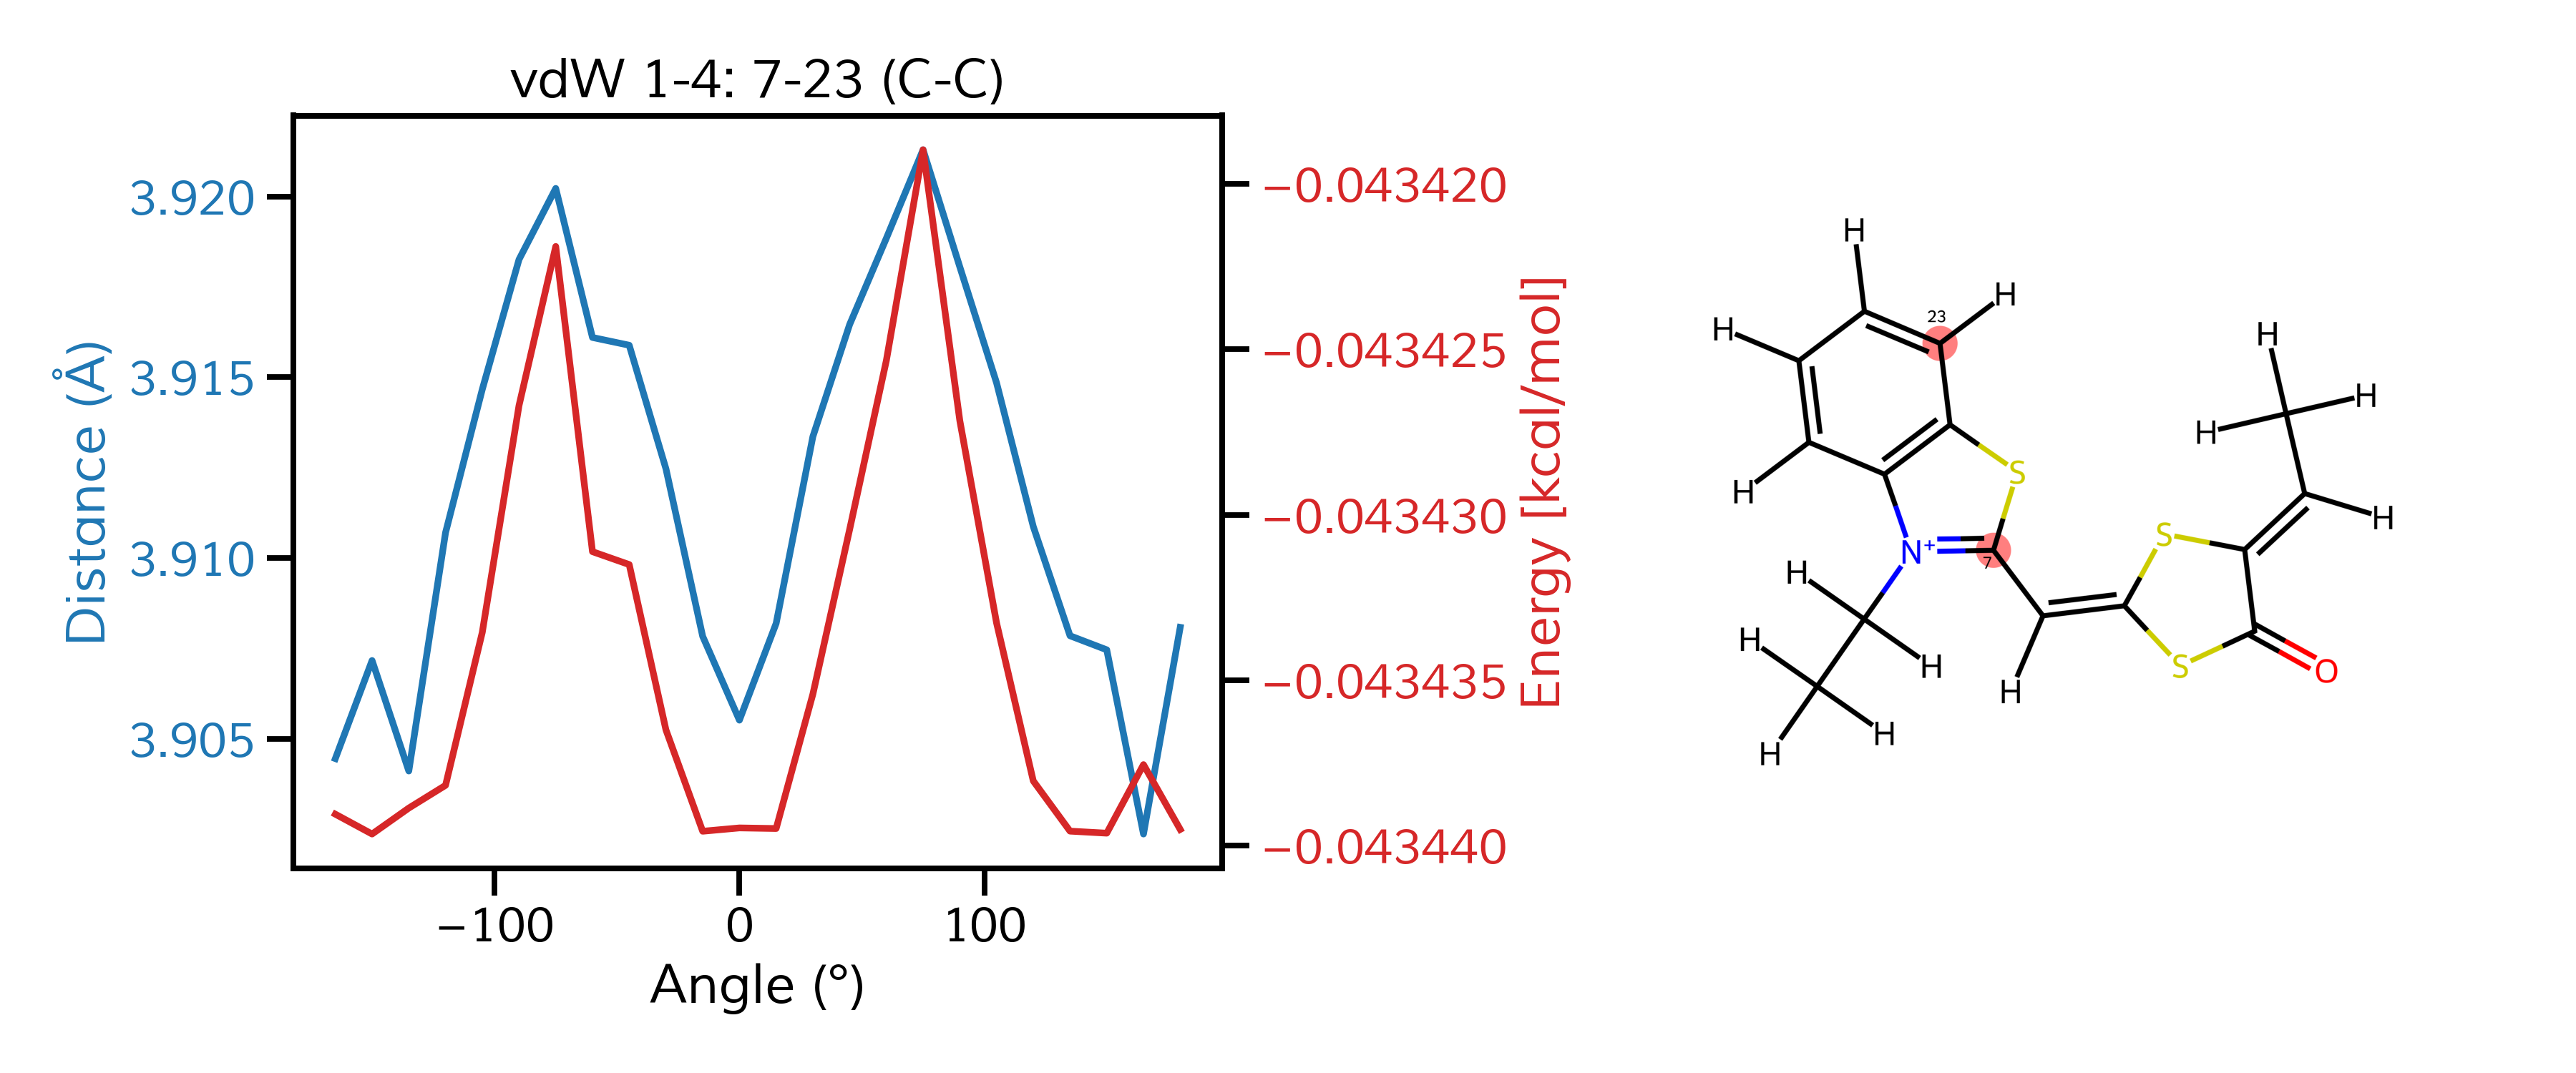 vdW 1-4: 7-23 (C-C)
Distance (Å)
3.920
3.915
3.910
3.905
−100
0
100
Angle (°)
−0.043420
−0.043425
−0.043430
−0.043435
−0.043440
Energy [kcal/mol]
H
H
23
H
H
H
H
H
H
S
S
H
N+
7
H
H
H
S
O
H
H
H
H